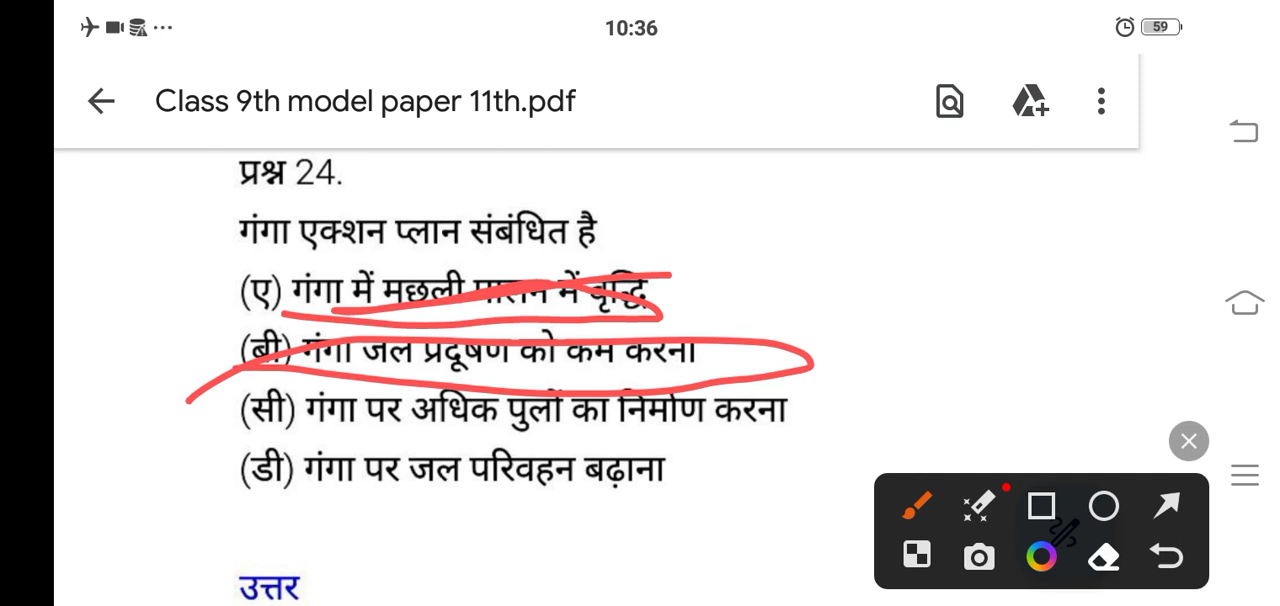 10:36
59
Class 9th model paper 11th.pdf
प्रश्न 24.
गंगा एक्शन प्लान संबंधित है
(ए) गंगा में मछली पालन में वृद्धि
(बी) गंगा जल प्रदूषण को कम करना
(सी) गंगा पर अधिक पुलों का निर्माण करना
(डी) गंगा पर जल परिवहन बढ़ाना
उत्तर